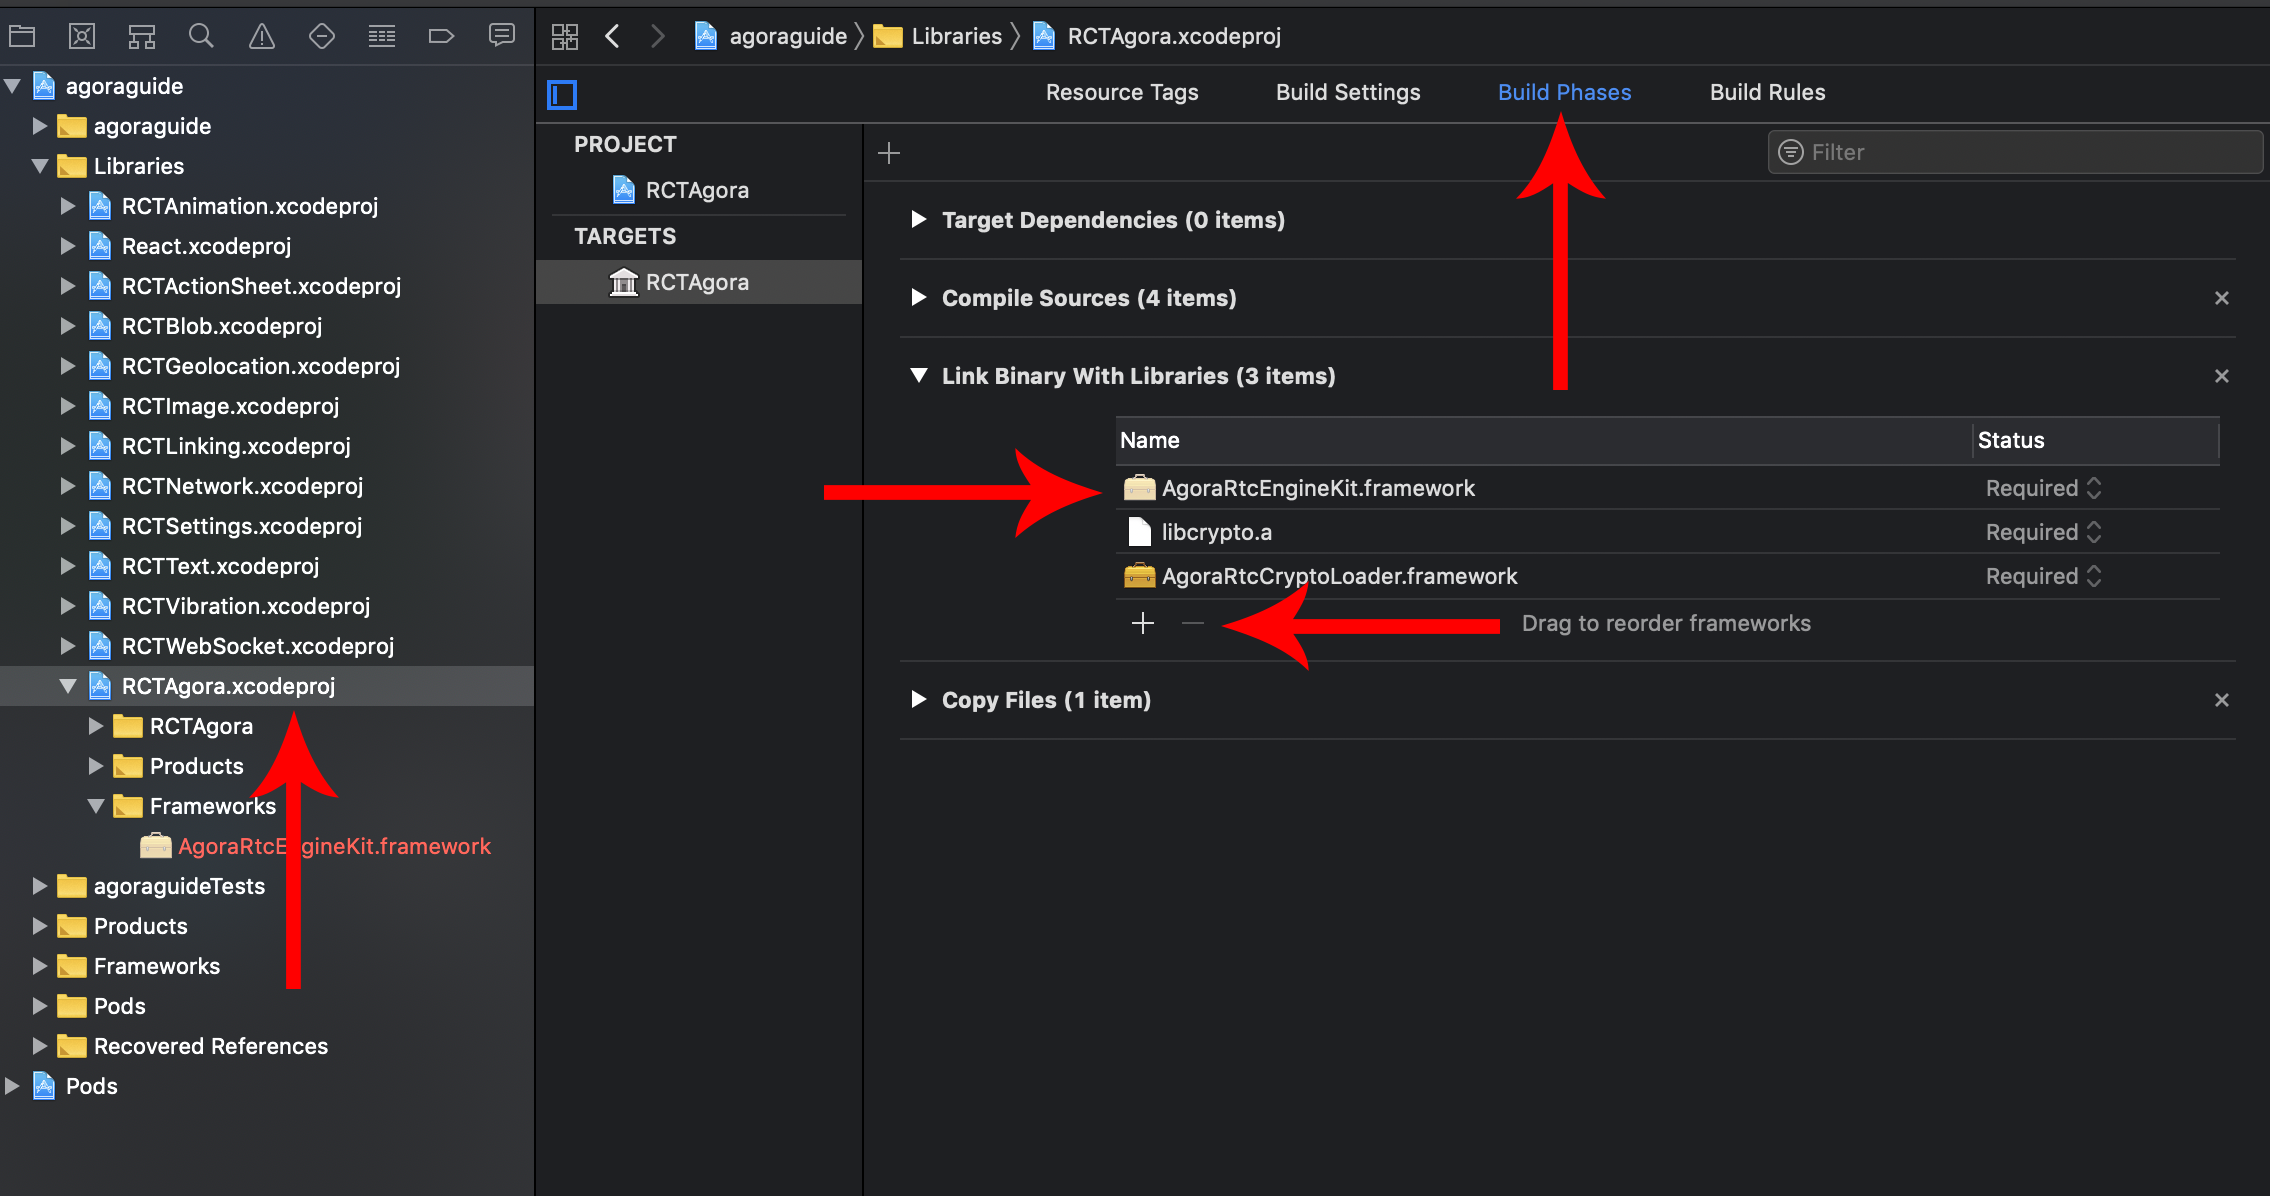 agoraguide
agoraguide
Libraries
RCTAnimation.xcodeproj
React.xcodeproj
RCTActionSheet.xcodeproj
RCTBlob.xcodeproj
RCTGeolocation.xcodeproj
RCTImage.xcodeproj
RCTLinking.xcodeproj
RCTNetwork.xcodeproj
RCTSettings.xcodeproj
RCTText.xcodeproj
RCTVibration.xcodeproj
RCTWebSocket.xcodeproj
RCTAgora.xcodeproj
RCTAgora
Products
Frameworks
AgoraRtcEngineKit.framework
agoraguideTests
Products
Frameworks
Pods
Recovered References
Pods
agoraguide Libraries RCTAgora.xcodeproj
Resource Tags Build Settings Build Phases Build Rules
PROJECT
RCTAgora
TARGETS
RCTAgora
Filter
Target Dependencies (0 items)
Compile Sources (4 items)
Link Binary With Libraries (3 items)
Name Status
AgoraRtcEngineKit.framework Required
libcrypto.a Required
AgoraRtcCryptoLoader.framework Required
Drag to reorder frameworks
Copy Files (1 item)